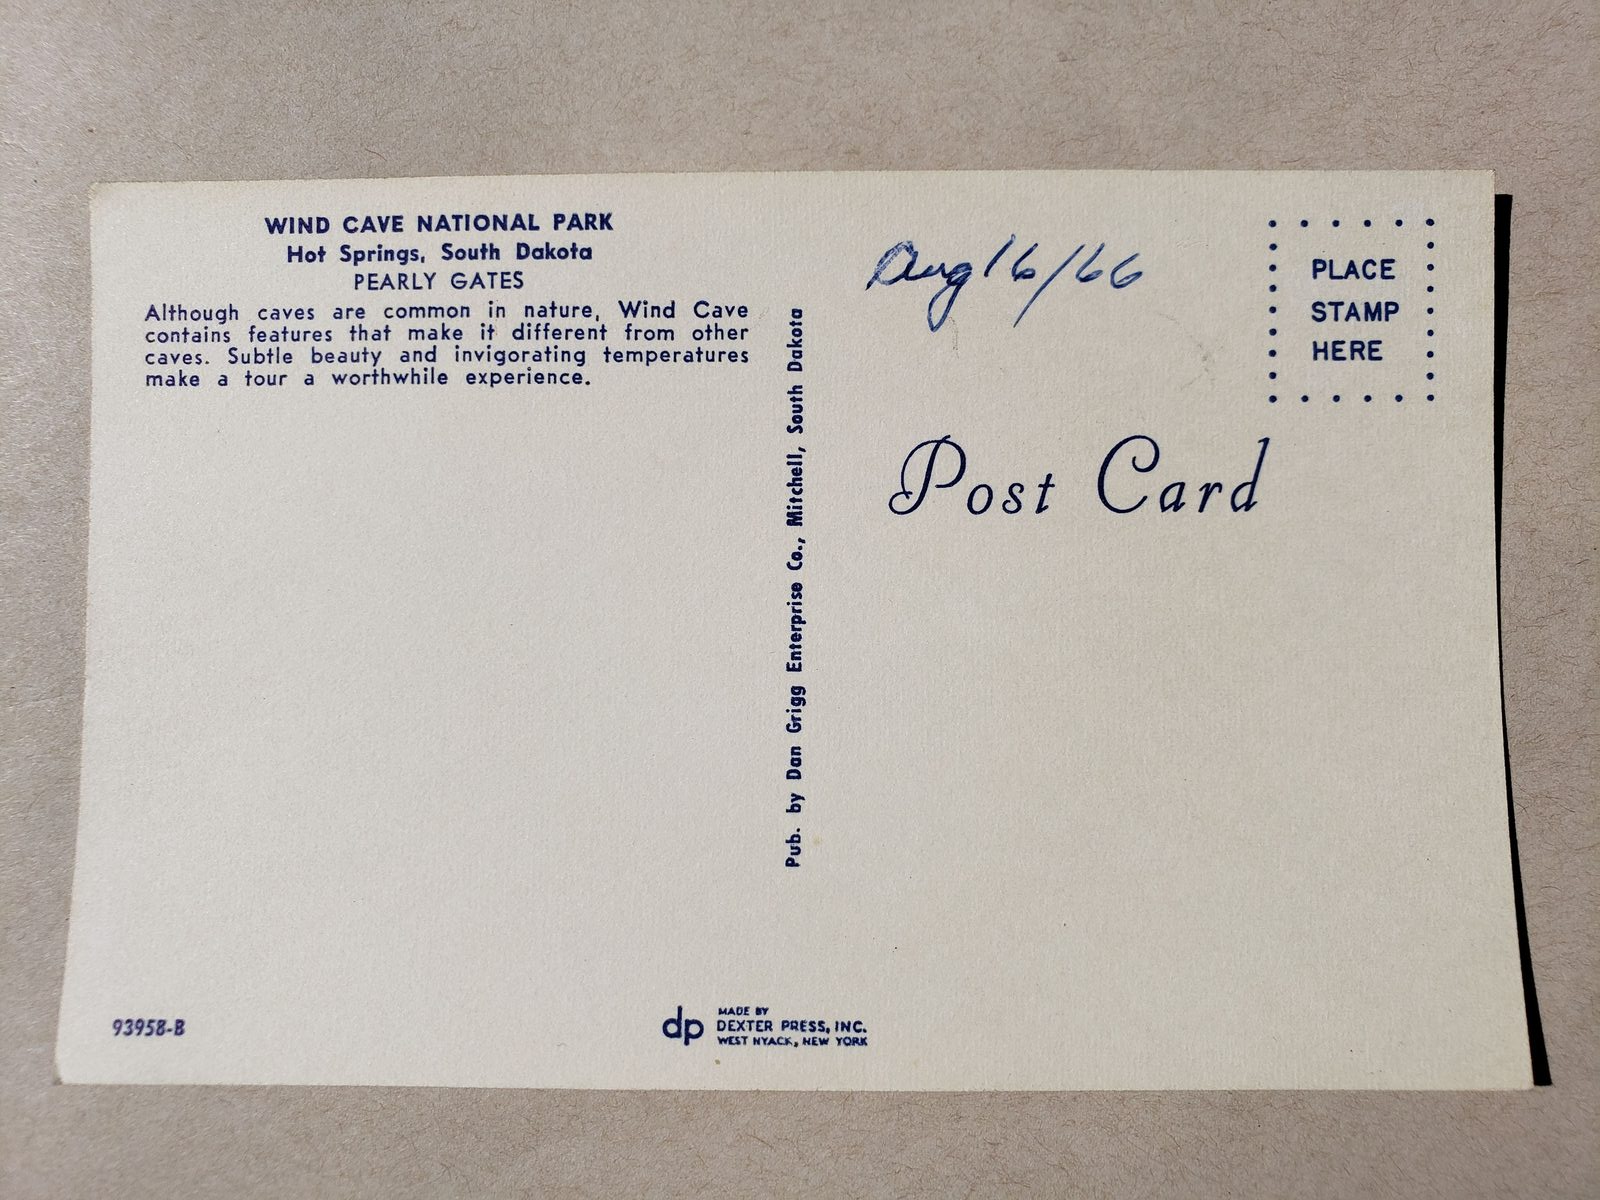 WIND CAVE NATIONAL PARK
Hot Springs, South Dakota
PEARLY GATES
Although caves are common in nature, Wind Cave
contains features that make it different from other
caves. Subtle beauty and invigorating temperatures
make a tour a worthwhile experience.
Pub. by Dan Grigg Enterprise Co., Mitchell, South Dakota
Aug 16/66
PLACE
STAMP
HERE
Post Card
93958-B
dp
MADE BY
DEXTER PRESS, INC.
WEST NYACK, NEW YORK